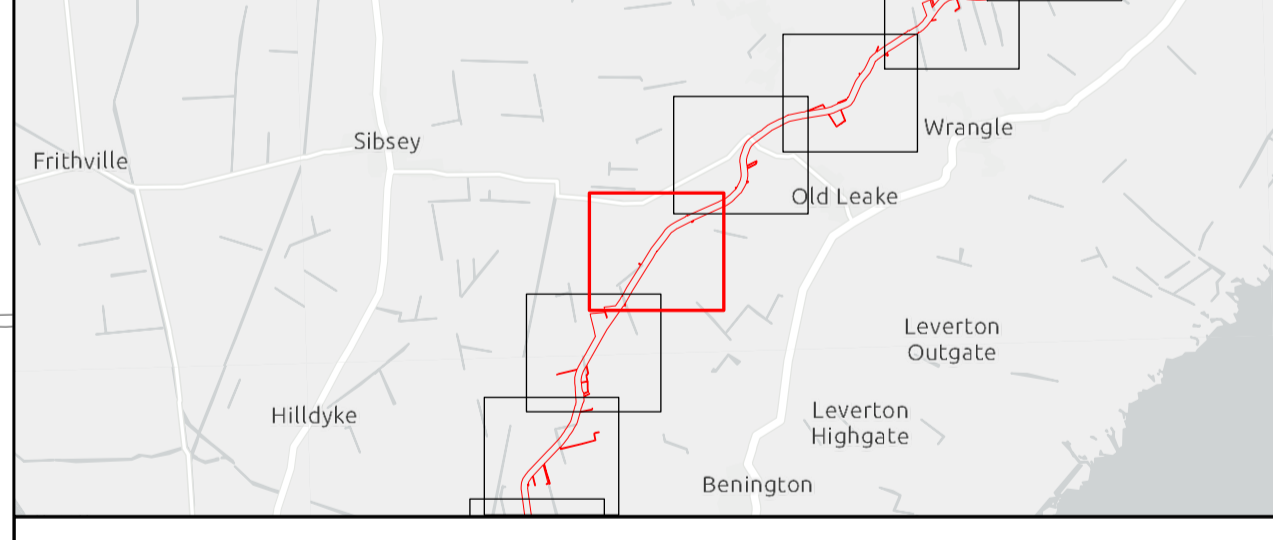 Wrangle
Sibsey
Frithville
Old Leake
Leverton
Outgate
Hilldyke
Leverton
Highgate
Benington